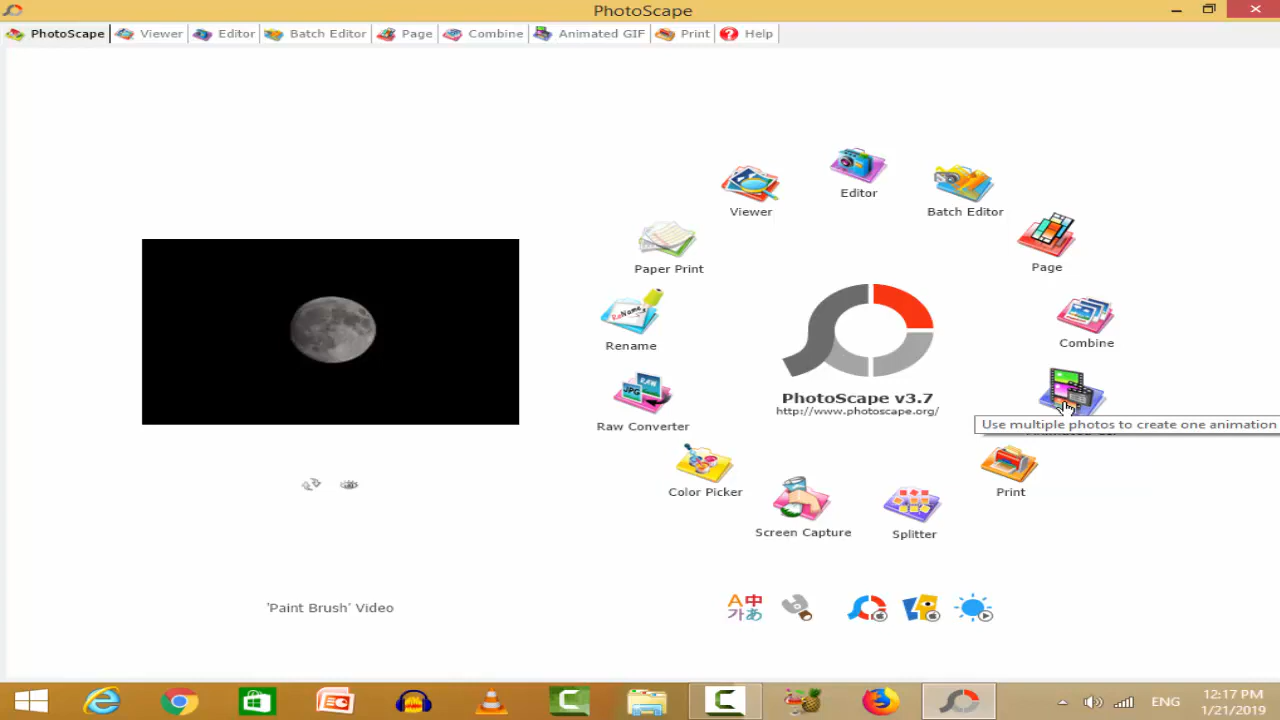 PhotoScape
PhotoScape
Viewer
Editor
Batch Editor
Page
Combine
Animated GIF
Print
Help
Editor
Viewer
Batch Editor
Paper Print
Page
ReName
Rename
Combine
PhotoScape v3.7
http://www.photoscape.org/
RAW
JPG
Raw Converter
Use multiple photos to create one animation
Color Picker
Print
Screen Capture
Splitter
'Paint Brush' Video
A中
가あ
ENG
12:17 PM
1/21/2019